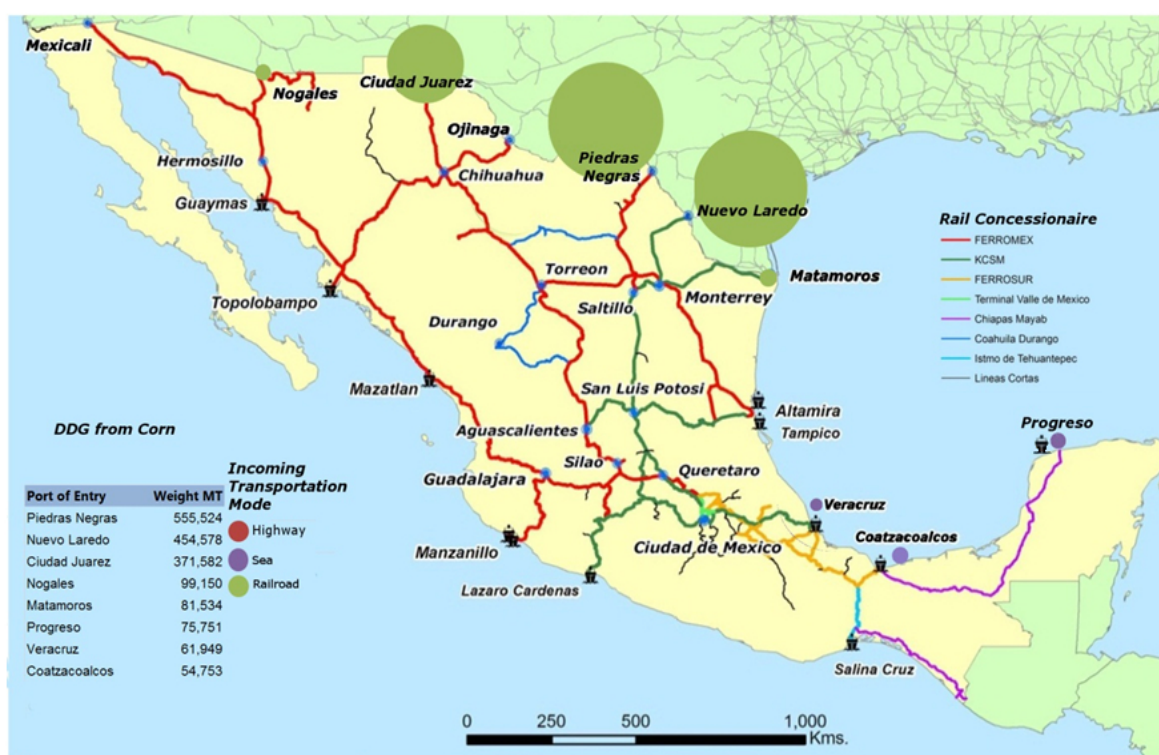 Mexicali
Nogales
Ciudad Juarez
Ojinaga
Hermosillo
Chihuahua
Guaymas
Piedras
Negras
Nuevo Laredo
Topolobampo
Torreon
Durango
Saltillo
Monterrey
Matamoros
Mazatlan
San Luis Potosi
Altamira
Tampico
Aguascalientes
Silao
Guadalajara
Queretaro
Manzanillo
Ciudad de Mexico
Lazaro Cardenas
Veracruz
Coatzacoalcos
Progreso
Salina Cruz
Rail Concessionaire
FERROMEX
KCSM
FERROSUR
Terminal Valle de Mexico
Chiapas Mayab
Coahuila Durango
Istmo de Tehuantepec
Lineas Cortas
DDG from Corn
Port of Entry Weight MT
Piedras Negras 555,524
Nuevo Laredo 454,578
Ciudad Juarez 371,582
Nogales 99,150
Matamoros 81,534
Progreso 75,751
Veracruz 61,949
Coatzacoalcos 54,753
Incoming
Transportation
Mode
Highway
Sea
Railroad
0 250 500 1,000
Kms.